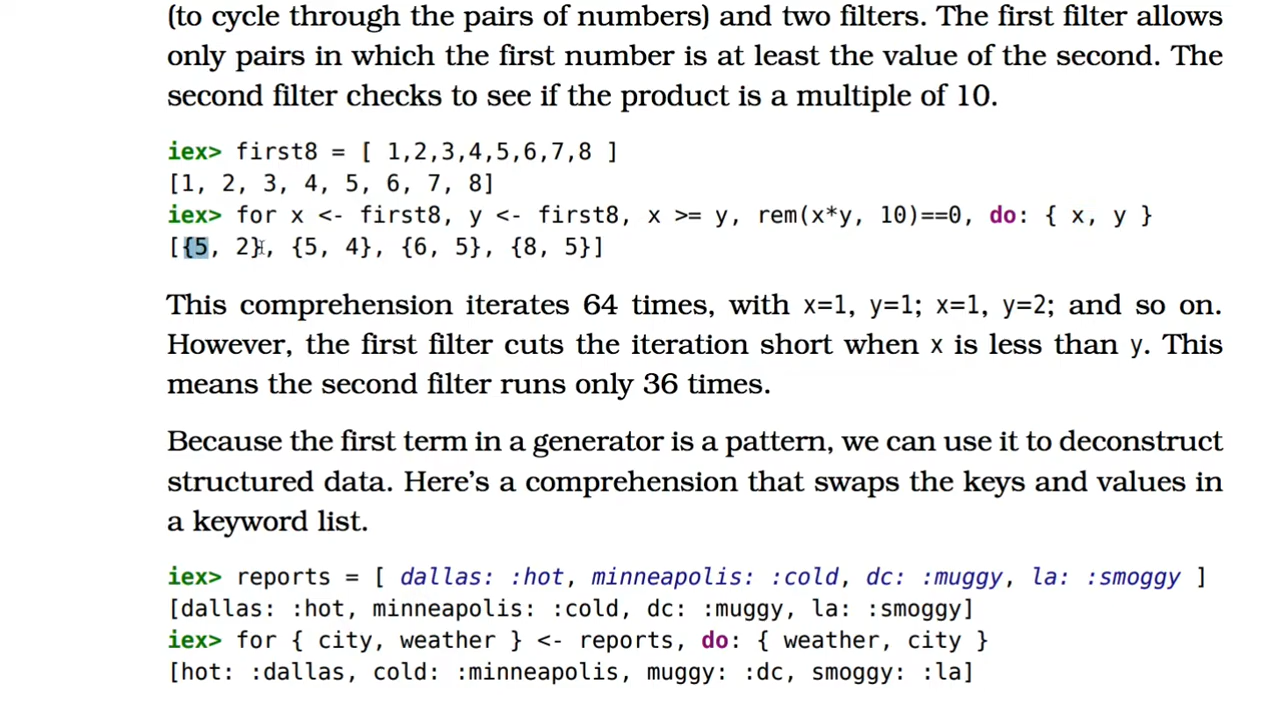 (to cycle through the pairs of numbers) and two filters. The first filter allows
only pairs in which the first number is at least the value of the second. The
second filter checks to see if the product is a multiple of 10.
iex> first8 = [ 1,2,3,4,5,6,7,8 ]
[1, 2, 3, 4, 5, 6, 7, 8]
iex> for x <- first8, y <- first8, x >= y, rem(x*y, 10)==0, do: { x, y }
[{5, 2}, {5, 4}, {6, 5}, {8, 5}]
This comprehension iterates 64 times, with x=1, y=1; x=1, y=2; and so on.
However, the first filter cuts the iteration short when x is less than y. This
means the second filter runs only 36 times.
Because the first term in a generator is a pattern, we can use it to deconstruct
structured data. Here’s a comprehension that swaps the keys and values in
a keyword list.
iex> reports = [ dallas: :hot, minneapolis: :cold, dc: :muggy, la: :smoggy ]
[dallas: :hot, minneapolis: :cold, dc: :muggy, la: :smoggy]
iex> for { city, weather } <- reports, do: { weather, city }
[hot: :dallas, cold: :minneapolis, muggy: :dc, smoggy: :la]